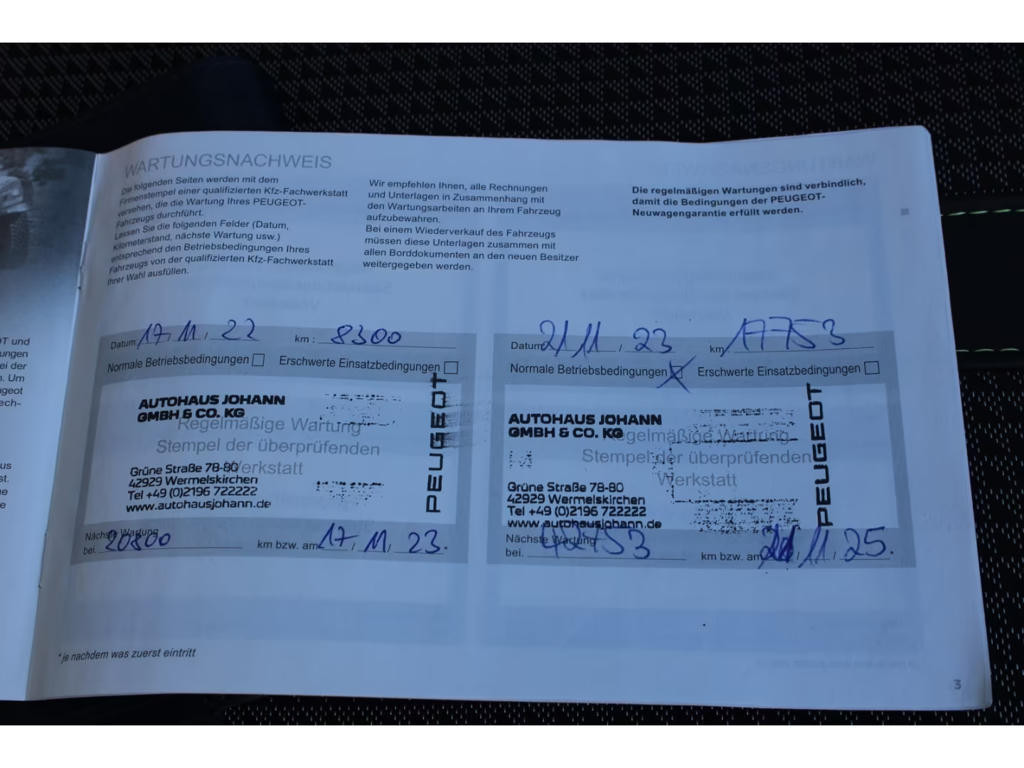 WARTUNGSNACHWEIS
Die folgenden Seiten werden mit dem
Firmenstempel einer qualifizierten Kfz-Fachwerkstatt
versehen, die die Wartung Ihres PEUGEOT-
Fahrzeugs durchführt.
Lassen Sie die folgenden Felder (Datum,
Kilometerstand, nächste Wartung usw.)
entsprechend den Betriebsbedingungen Ihres
Fahrzeugs von der qualifizierten Kfz-Fachwerkstatt
Ihrer Wahl ausfüllen.
Wir empfehlen Ihnen, alle Rechnungen
und Unterlagen in Zusammenhang mit
den Wartungsarbeiten an Ihrem Fahrzeug
aufzubewahren.
Bei einem Wiederverkauf des Fahrzeugs
müssen diese Unterlagen zusammen mit
allen Borddokumenten an den neuen Besitzer
weitergegeben werden.
Die regelmäßigen Wartungen sind verbindlich,
damit die Bedingungen der PEUGEOT-
Neuwagengarantie erfüllt werden.
Datum 17.11.22 km : 8300
Normale Betriebsbedingungen Erschwerte Einsatzbedingungen
AUTOHAUS JOHANN
GMBH & CO. KG
Regelmäßige Wartung
Stempel der überprüfenden
Werkstatt
Grüne Straße 78-80
42929 Wermelskirchen
Tel +49 (0)2196 722222
www.autohausjohann.de
PEUGEOT
Nächste Wartung
bei. 20800 km bzw. am 17.11.23.
Datum 21.11.23 km 17753
Normale Betriebsbedingungen Erschwerte Einsatzbedingungen
AUTOHAUS JOHANN
GMBH & CO. KG
Regelmäßige Wartung
Stempel der überprüfenden
Werkstatt
Grüne Straße 78-80
42929 Wermelskirchen
Tel +49 (0)2196 722222
www.autohausjohann.de
PEUGEOT
Nächste Wartung
bei. 42753 km bzw. am 21.11.25.
* je nachdem was zuerst eintritt
3